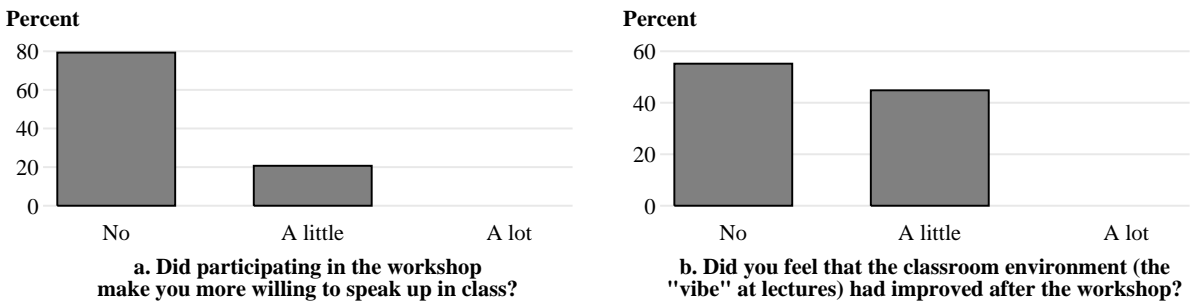 Percent
80
60
40
20
0
No A little A lot
a. Did participating in the workshop
make you more willing to speak up in class?
Percent
60
40
20
0
No A little A lot
b. Did you feel that the classroom environment (the
"vibe" at lectures) had improved after the workshop?